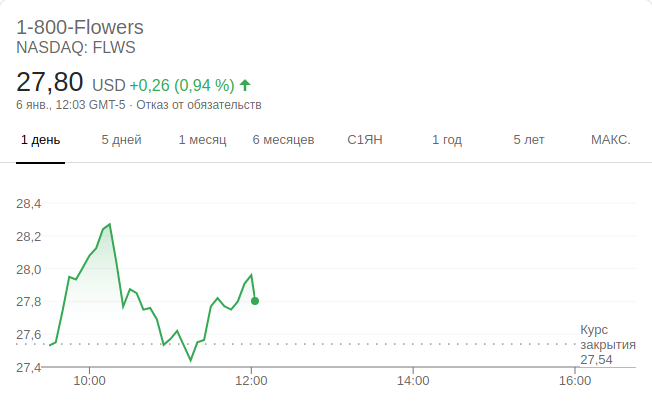 1-800-Flowers
NASDAQ: FLWS
27,80 USD +0,26 (0,94 %)
6 янв., 12:03 GMT-5 · Отказ от обязательств
1 день 5 дней 1 месяц 6 месяцев С1ЯН 1 год 5 лет МАКС.
28,4
28,2
28,0
27,8
27,6
27,4
Курс
закрытия
27,54
10:00 12:00 14:00 16:00